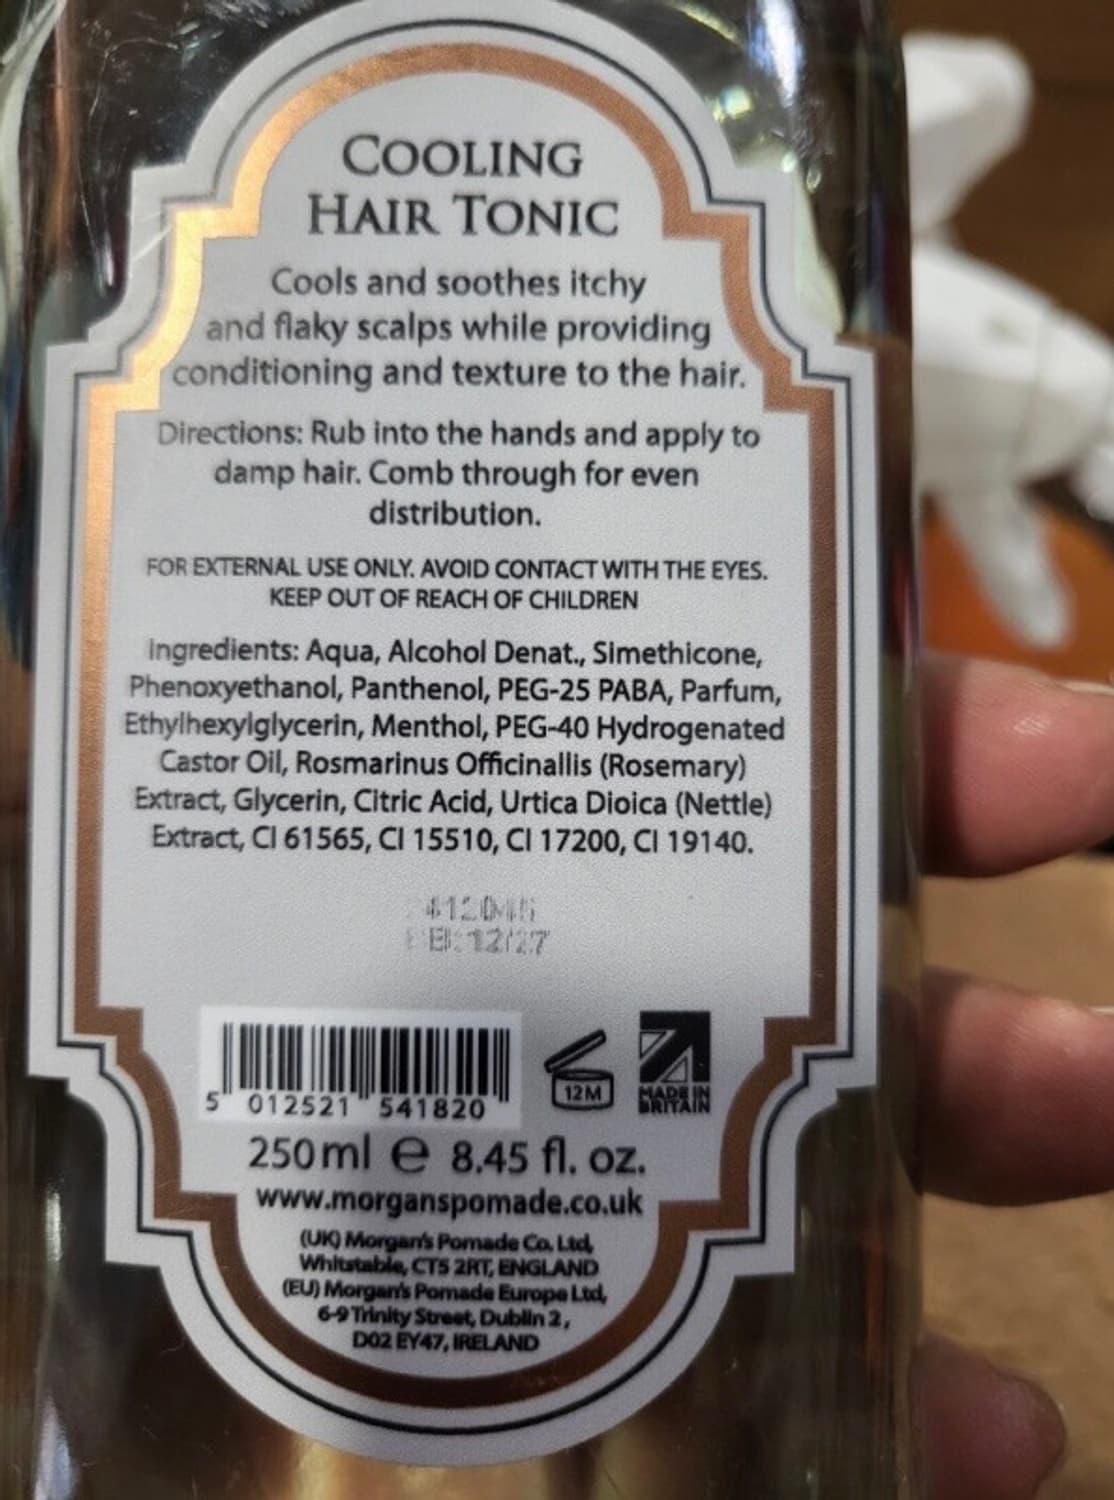 COOLING
HAIR TONIC
Cools and soothes itchy
and flaky scalps while providing
conditioning and texture to the hair.
Directions: Rub into the hands and apply to
damp hair. Comb through for even
distribution.
FOR EXTERNAL USE ONLY. AVOID CONTACT WITH THE EYES.
KEEP OUT OF REACH OF CHILDREN
Ingredients: Aqua, Alcohol Denat., Simethicone,
Phenoxyethanol, Panthenol, PEG-25 PABA, Parfum,
Ethylhexylglycerin, Menthol, PEG-40 Hydrogenated
Castor Oil, Rosmarinus Officinallis (Rosemary)
Extract, Glycerin, Citric Acid, Urtica Dioica (Nettle)
Extract, CI 61565, CI 15510, CI 17200, CI 19140.
12/27
5 012521 541820
12M
MADE IN
BRITAIN
250ml e 8.45 fl. oz.
www.morganspomade.co.uk
(UK) Morgan's Pomade Co. Ltd,
Whitstable, CT5 2RT, ENGLAND
(EU) Morgan's Pomade Europe Ltd,
6-9 Trinity Street, Dublin 2,
D02 EY47, IRELAND